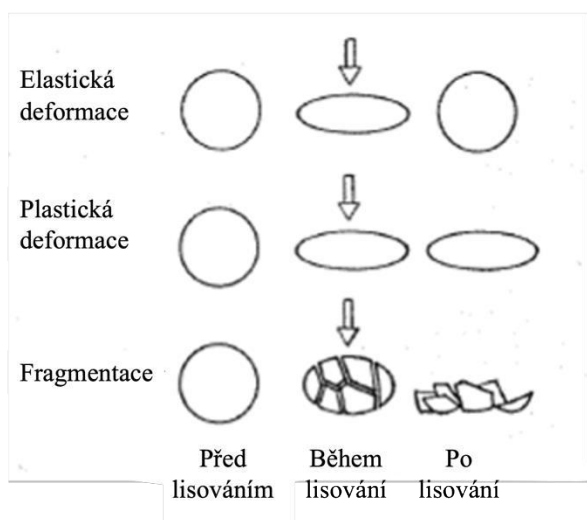 Elastická
deformace
Plastická
deformace
Fragmentace
Před
lisováním
Během
lisování
Po
lisování